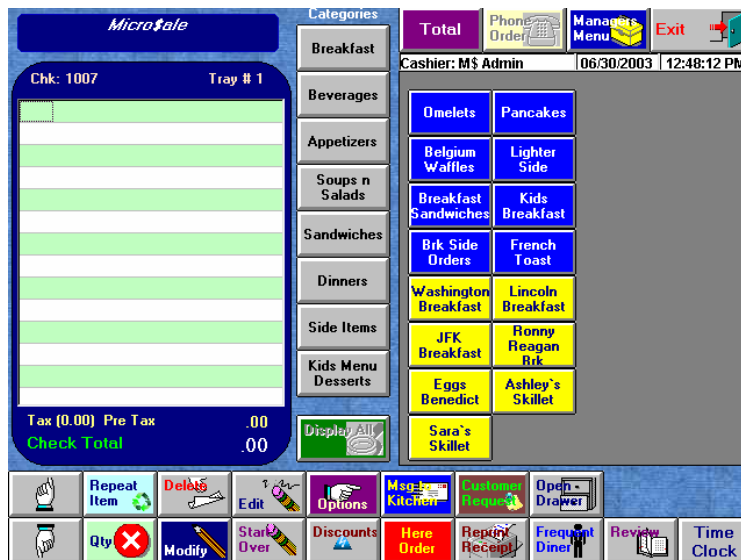 Micro$ale
Categories
Total
Phone
Order
Managers
Menu
Exit
Cashier: M$ Admin
06/30/2003
12:48:12 PM
Chk: 1007
Tray # 1
Breakfast
Beverages
Appetizers
Soups n
Salads
Sandwiches
Dinners
Side Items
Kids Menu
Desserts
Display All
Omelets
Pancakes
Belgium
Waffles
Lighter
Side
Breakfast
Sandwiches
Kids
Breakfast
Brk Side
Orders
French
Toast
Washington
Breakfast
Lincoln
Breakfast
JFK
Breakfast
Ronny
Reagan
Brk
Eggs
Benedict
Ashley`s
Skillet
Sara`s
Skillet
Tax (0.00) Pre Tax .00
Check Total .00
Repeat
Item
Delete
Edit
Options
Msg to
Kitchen
Customer
Request
Open
Drawer
Qty
Modify
Start
Over
Discounts
Here
Order
Reprint
Receipt
Frequent
Diner
Review
Time
Clock